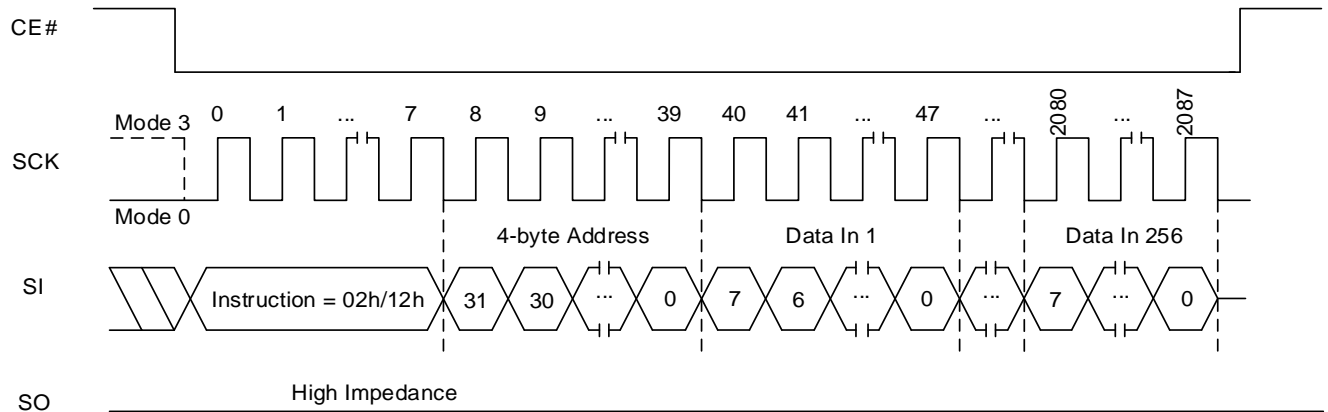 CE#
0 1 ... 7 8 9 ... 39 40 41 ... 47 ... 2080 ... 2087
Mode 3
SCK
Mode 0
4-byte Address Data In 1 Data In 256
SI Instruction = 02h/12h 31 30 ... 0 7 6 ... 0 ... 7 ... 0
High Impedance
SO